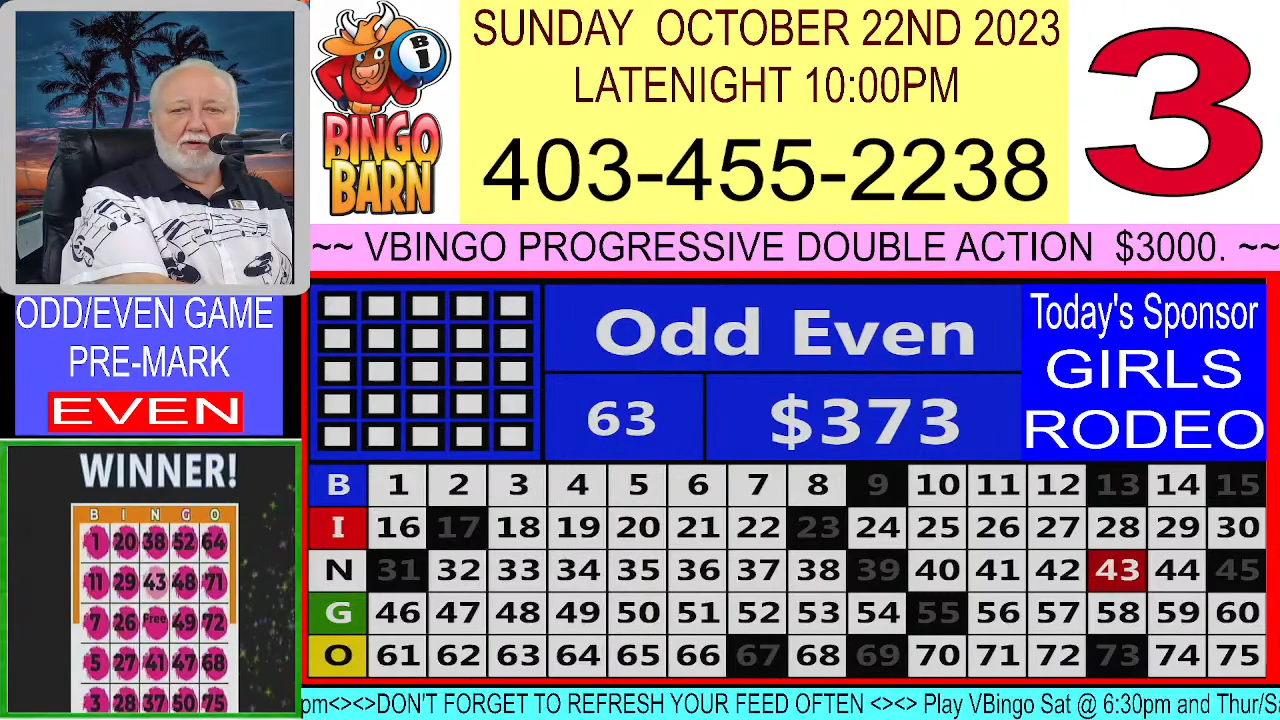 SUNDAY OCTOBER 22ND 2023
LATENIGHT 10:00PM
403-455-2238
3
B
I
BINGO
BARN
~~ VBINGO PROGRESSIVE DOUBLE ACTION $3000. ~~
ODD/EVEN GAME
PRE-MARK
EVEN
Odd Even
63
$373
Today's Sponsor
GIRLS
RODEO
B 1 2 3 4 5 6 7 8 9 10 11 12 13 14 15
I 16 17 18 19 20 21 22 23 24 25 26 27 28 29 30
N 31 32 33 34 35 36 37 38 39 40 41 42 43 44 45
G 46 47 48 49 50 51 52 53 54 55 56 57 58 59 60
O 61 62 63 64 65 66 67 68 69 70 71 72 73 74 75
WINNER!
B I N G O
1 20 38 52 64
11 29 43 48 71
7 26 Free 49 72
5 27 41 47 68
3 28 37 50 75
pm<><>DON'T FORGET TO REFRESH YOUR FEED OFTEN <><> Play VBingo Sat @ 6:30pm and Thur/Sa